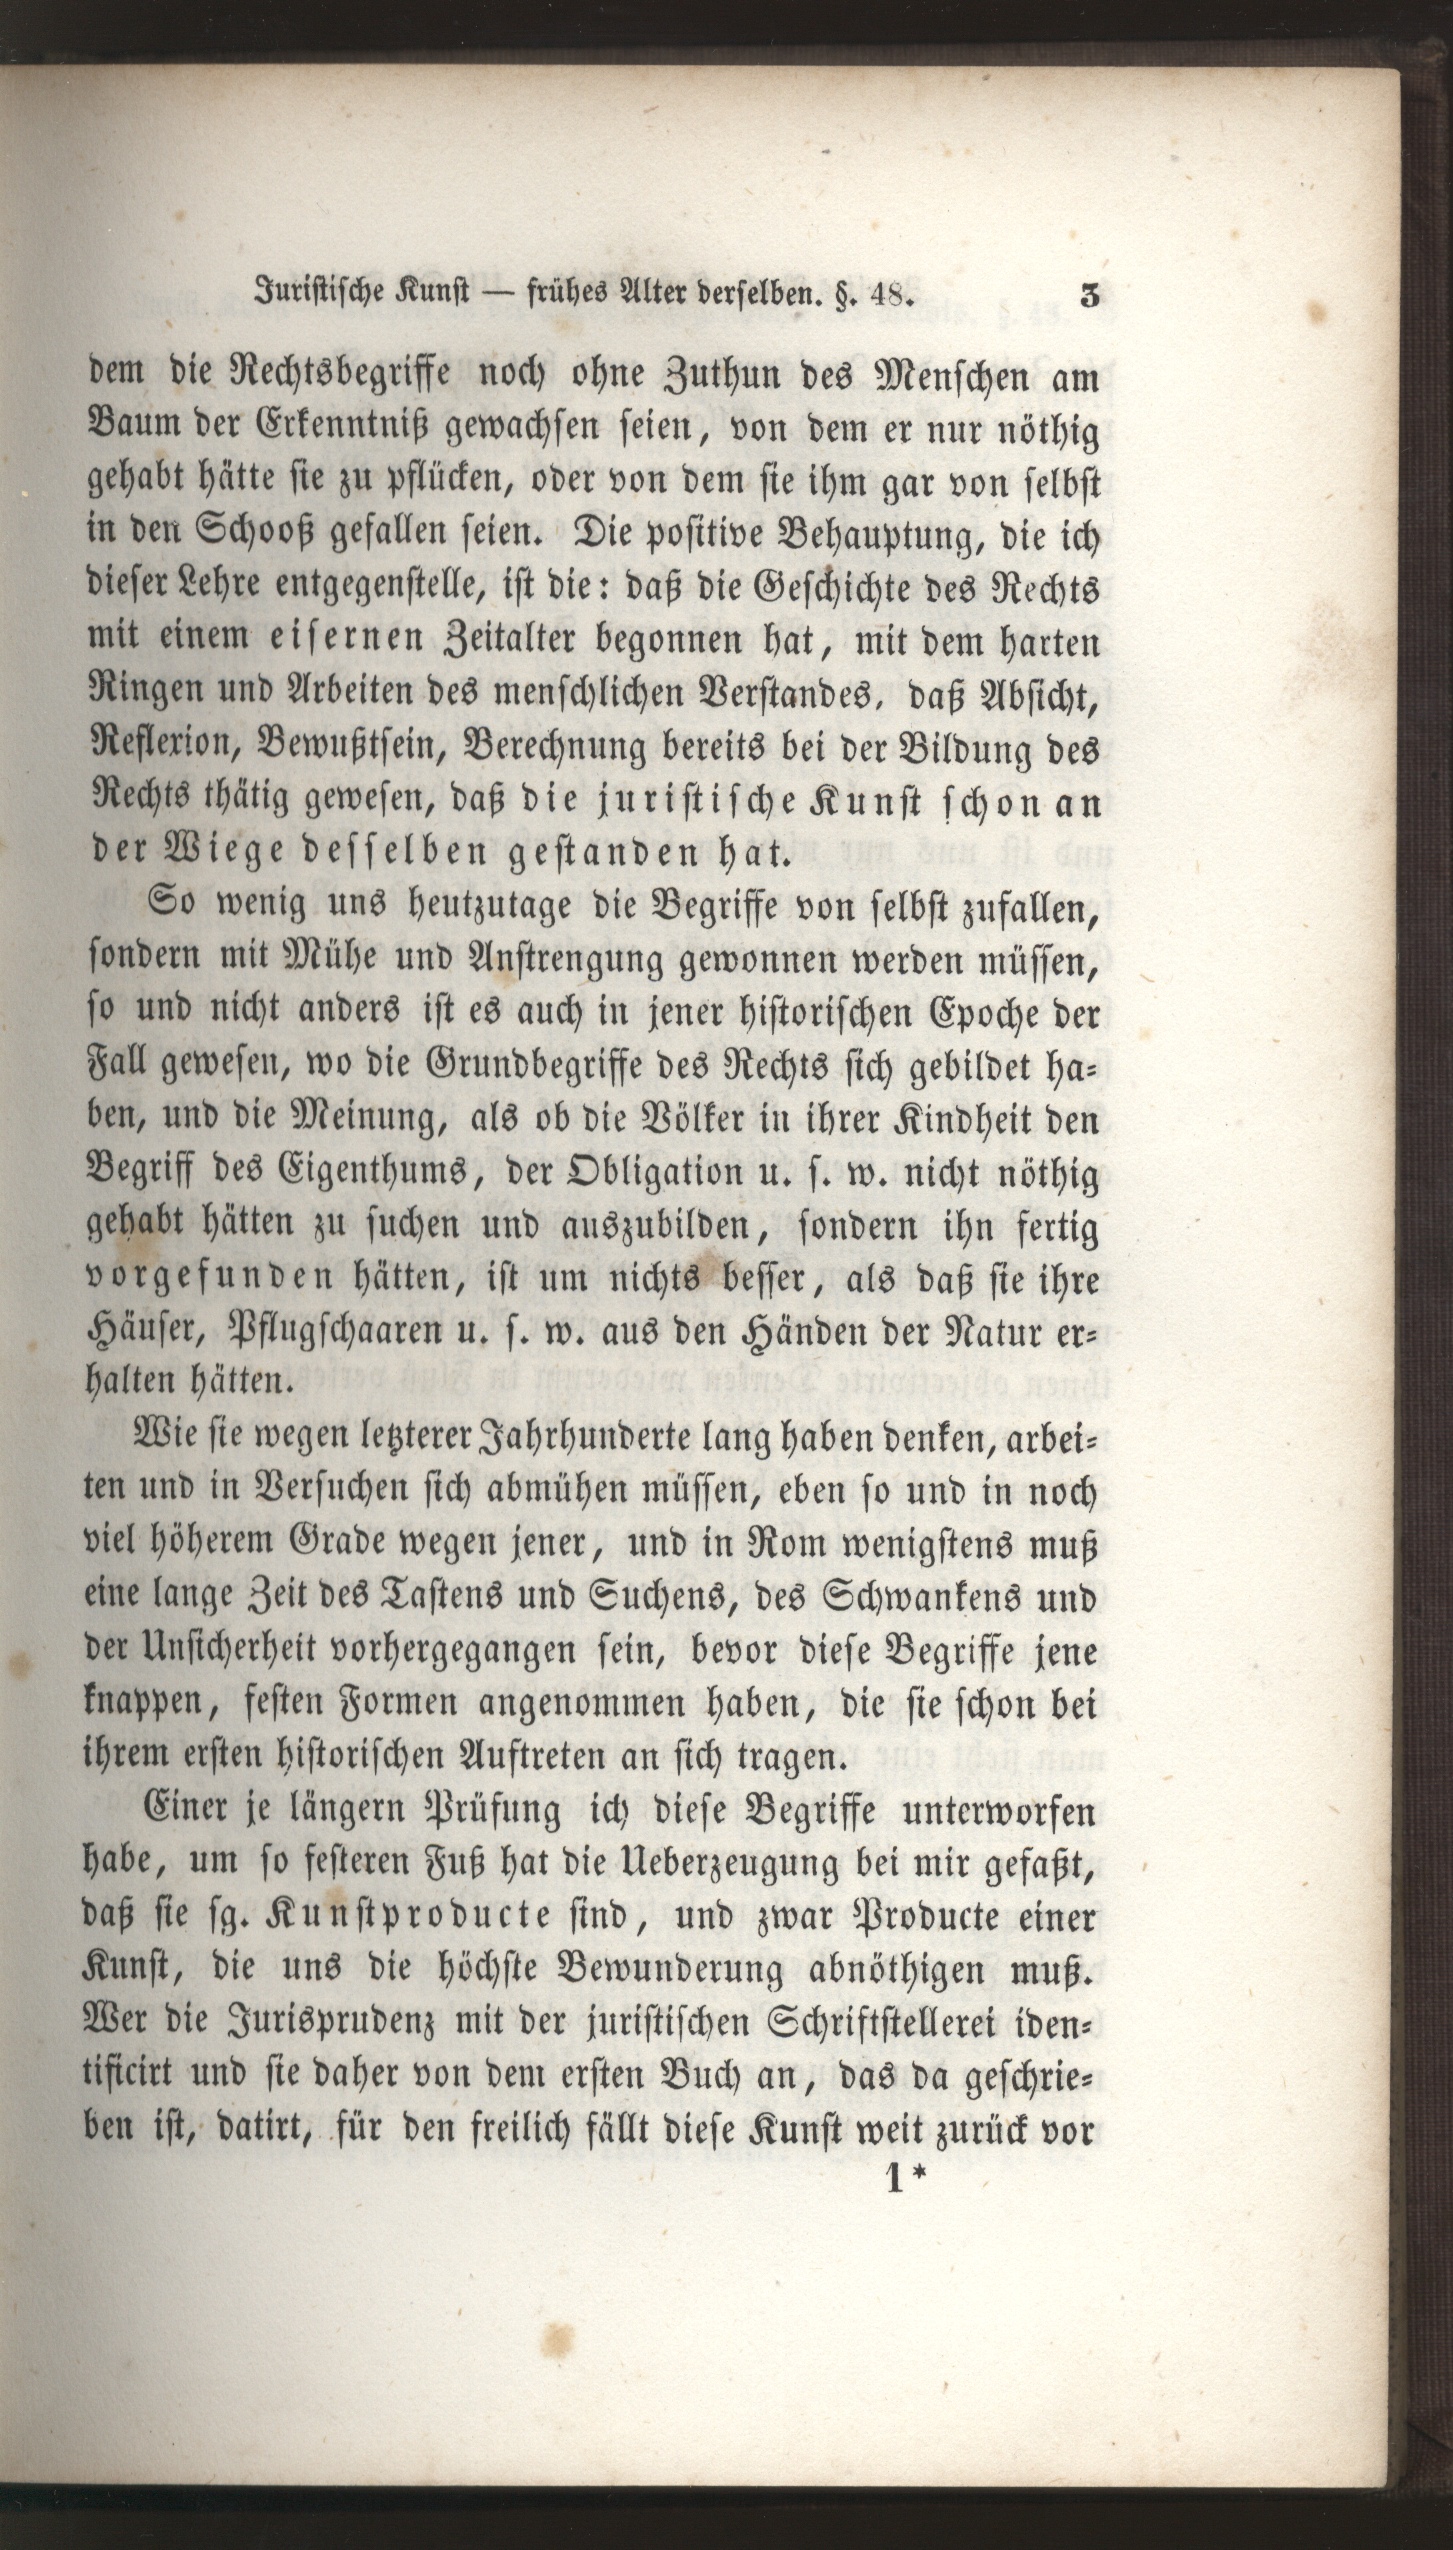 Juristische Kunst — frühes Alter derselben. §. 48. 3
dem die Rechtsbegriffe noch ohne Zuthun des Menschen am
Baum der Erkenntniß gewachsen seien, von dem er nur nöthig
gehabt hätte sie zu pflücken, oder von dem sie ihm gar von selbst
in den Schooß gefallen seien. Die positive Behauptung, die ich
dieser Lehre entgegenstelle, ist die: daß die Geschichte des Rechts
mit einem eisernen Zeitalter begonnen hat, mit dem harten
Ringen und Arbeiten des menschlichen Verstandes, daß Absicht,
Reflexion, Bewußtsein, Berechnung bereits bei der Bildung des
Rechts thätig gewesen, daß die juristische Kunst schon an
der Wiege desselben gestanden hat.
So wenig uns heutzutage die Begriffe von selbst zufallen,
sondern mit Mühe und Anstrengung gewonnen werden müssen,
so und nicht anders ist es auch in jener historischen Epoche der
Fall gewesen, wo die Grundbegriffe des Rechts sich gebildet ha-
ben, und die Meinung, als ob die Völker in ihrer Kindheit den
Begriff des Eigenthums, der Obligation u. s. w. nicht nöthig
gehabt hätten zu suchen und auszubilden, sondern ihn fertig
vorgefunden hätten, ist um nichts besser, als daß sie ihre
Häuser, Pflugschaaren u. s. w. aus den Händen der Natur er-
halten hätten.
Wie sie wegen letzterer Jahrhunderte lang haben denken, arbei-
ten und in Versuchen sich abmühen müssen, eben so und in noch
viel höherem Grade wegen jener, und in Rom wenigstens muß
eine lange Zeit des Tastens und Suchens, des Schwankens und
der Unsicherheit vorhergegangen sein, bevor diese Begriffe jene
knappen, festen Formen angenommen haben, die sie schon bei
ihrem ersten historischen Auftreten an sich tragen.
Einer je längern Prüfung ich diese Begriffe unterworfen
habe, um so festeren Fuß hat die Ueberzeugung bei mir gefaßt,
daß sie sg. Kunstproducte sind, und zwar Producte einer
Kunst, die uns die höchste Bewunderung abnöthigen muß.
Wer die Jurisprudenz mit der juristischen Schriftstellerei iden-
tificirt und sie daher von dem ersten Buch an, das da geschrie-
ben ist, datirt, für den freilich fällt diese Kunst weit zurück vor
1*